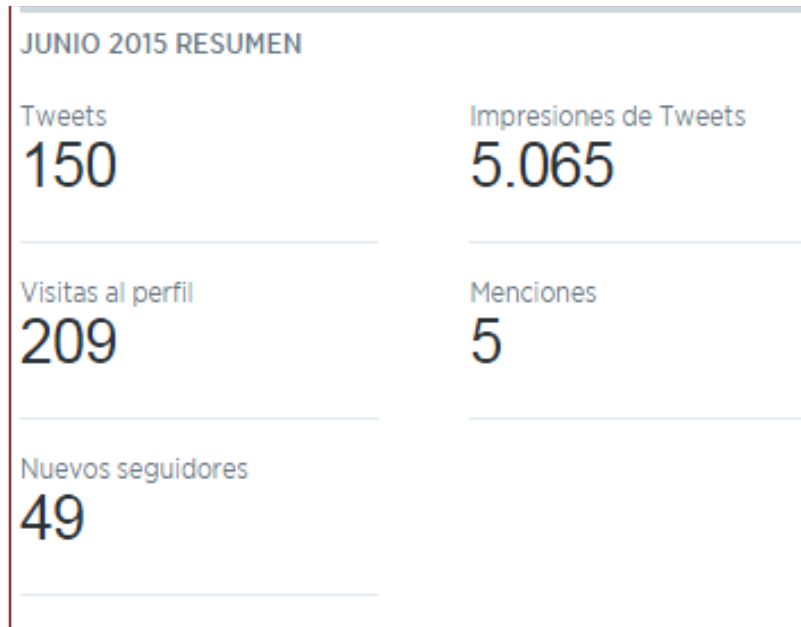 JUNIO 2015 RESUMEN
Tweets
150
Impresiones de Tweets
5.065
Visitas al perfil
209
Menciones
5
Nuevos seguidores
49